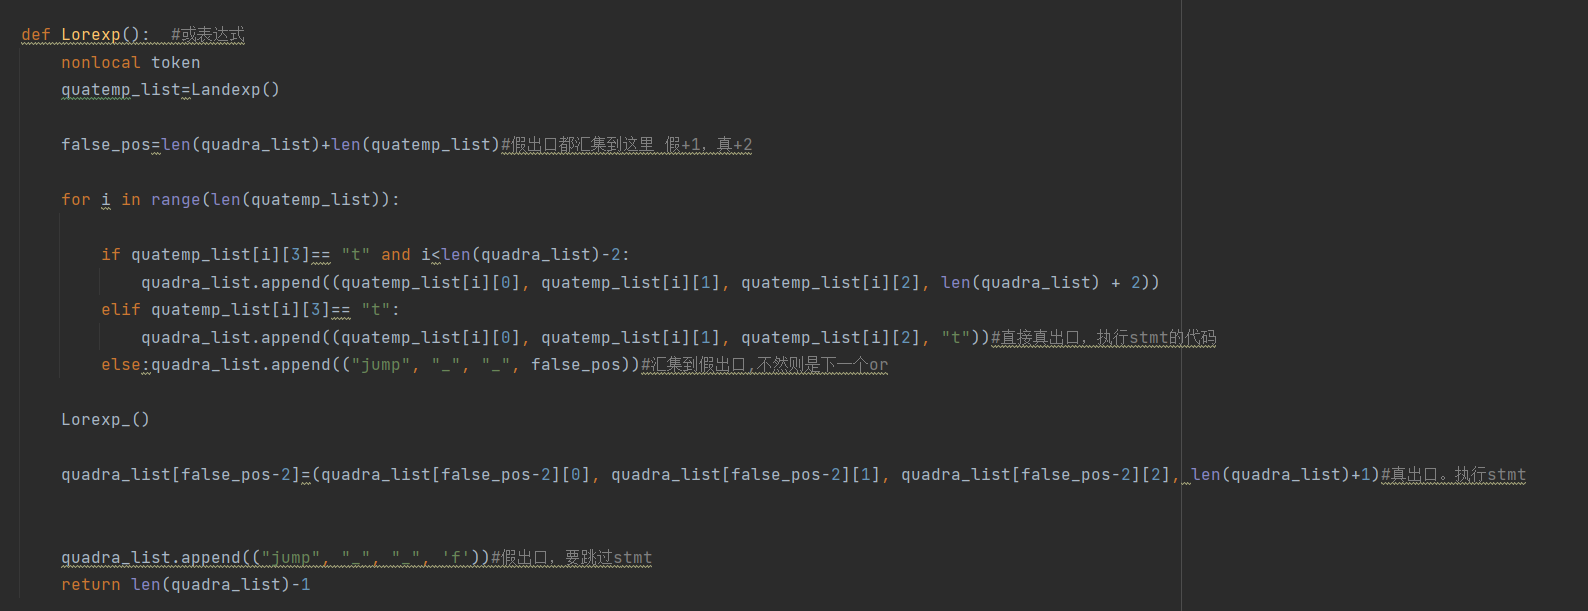 def Lorexp():  #或表达式
    nonlocal token
    quatemp_list=Landexp()
    false_pos=len(quadra_list)+len(quatemp_list)#假出口都汇集到这里 假+1，真+2
    for i in range(len(quatemp_list)):
        if quatemp_list[i][3]== "t" and i<len(quadra_list)-2:
            quadra_list.append((quatemp_list[i][0], quatemp_list[i][1], quatemp_list[i][2], len(quadra_list) + 2))
        elif quatemp_list[i][3]== "t":
            quadra_list.append((quatemp_list[i][0], quatemp_list[i][1], quatemp_list[i][2], "t"))#直接真出口，执行stmt的代码
        else:quadra_list.append(("jump", "_", "_", false_pos))#汇集到假出口,不然则是下一个or
    Lorexp_()
    quadra_list[false_pos-2]=(quadra_list[false_pos-2][0], quadra_list[false_pos-2][1], quadra_list[false_pos-2][2], len(quadra_list)+1)#真出口。执行stmt
    quadra_list.append(("jump", "_", "_", 'f'))#假出口，要跳过stmt
    return len(quadra_list)-1